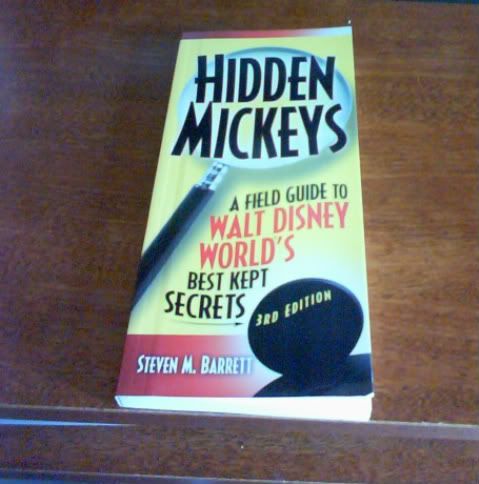 HIDDEN
MICKEYS
A FIELD GUIDE TO
WALT DISNEY
WORLD'S
BEST KEPT
SECRETS
3RD EDITION
STEVEN M. BARRETT